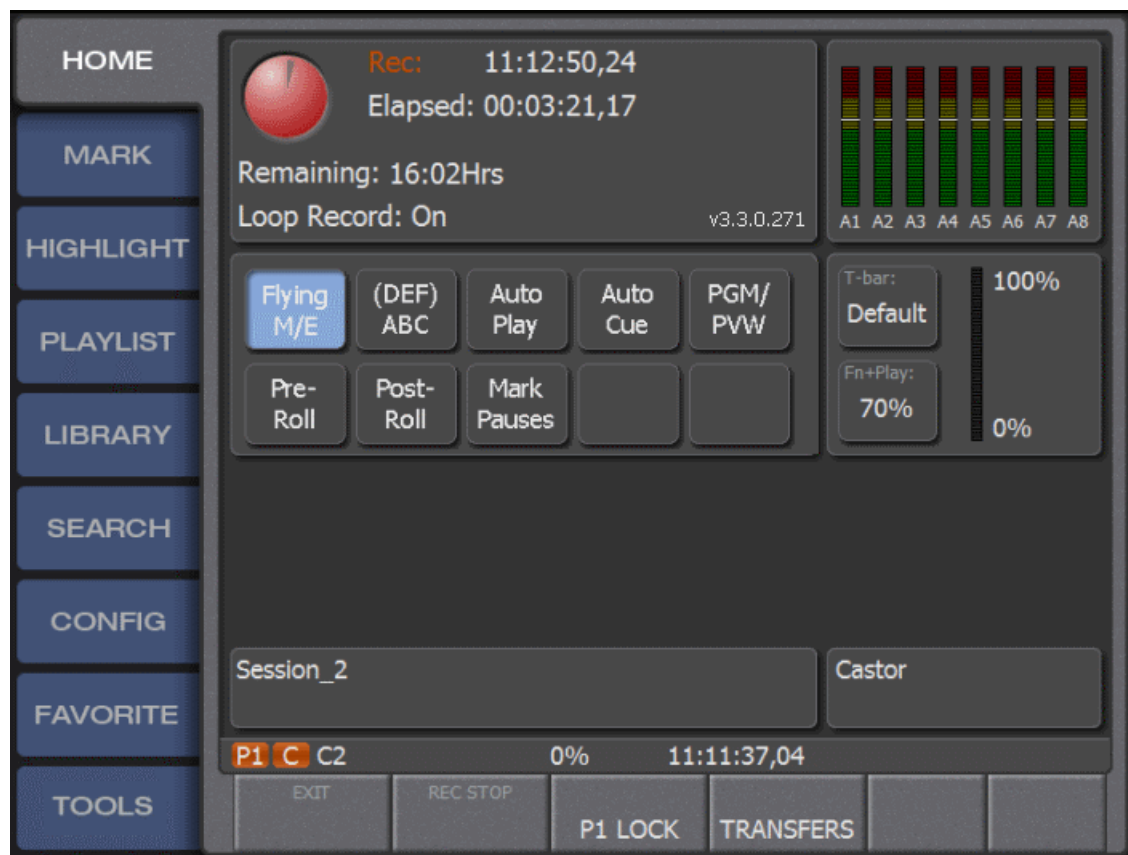 HOME
MARK
HIGHLIGHT
PLAYLIST
LIBRARY
SEARCH
CONFIG
FAVORITE
TOOLS
Rec: 11:12:50,24
Elapsed: 00:03:21,17
Remaining: 16:02Hrs
Loop Record: On
v3.3.0.271
A1 A2 A3 A4 A5 A6 A7 A8
Flying
M/E
(DEF)
ABC
Auto
Play
Auto
Cue
PGM/
PVW
Pre-
Roll
Post-
Roll
Mark
Pauses
T-bar:
Default
Fn+Play:
70%
100%
0%
Session_2
Castor
P1 C C2 0% 11:11:37,04
EXIT
REC STOP
P1 LOCK
TRANSFERS